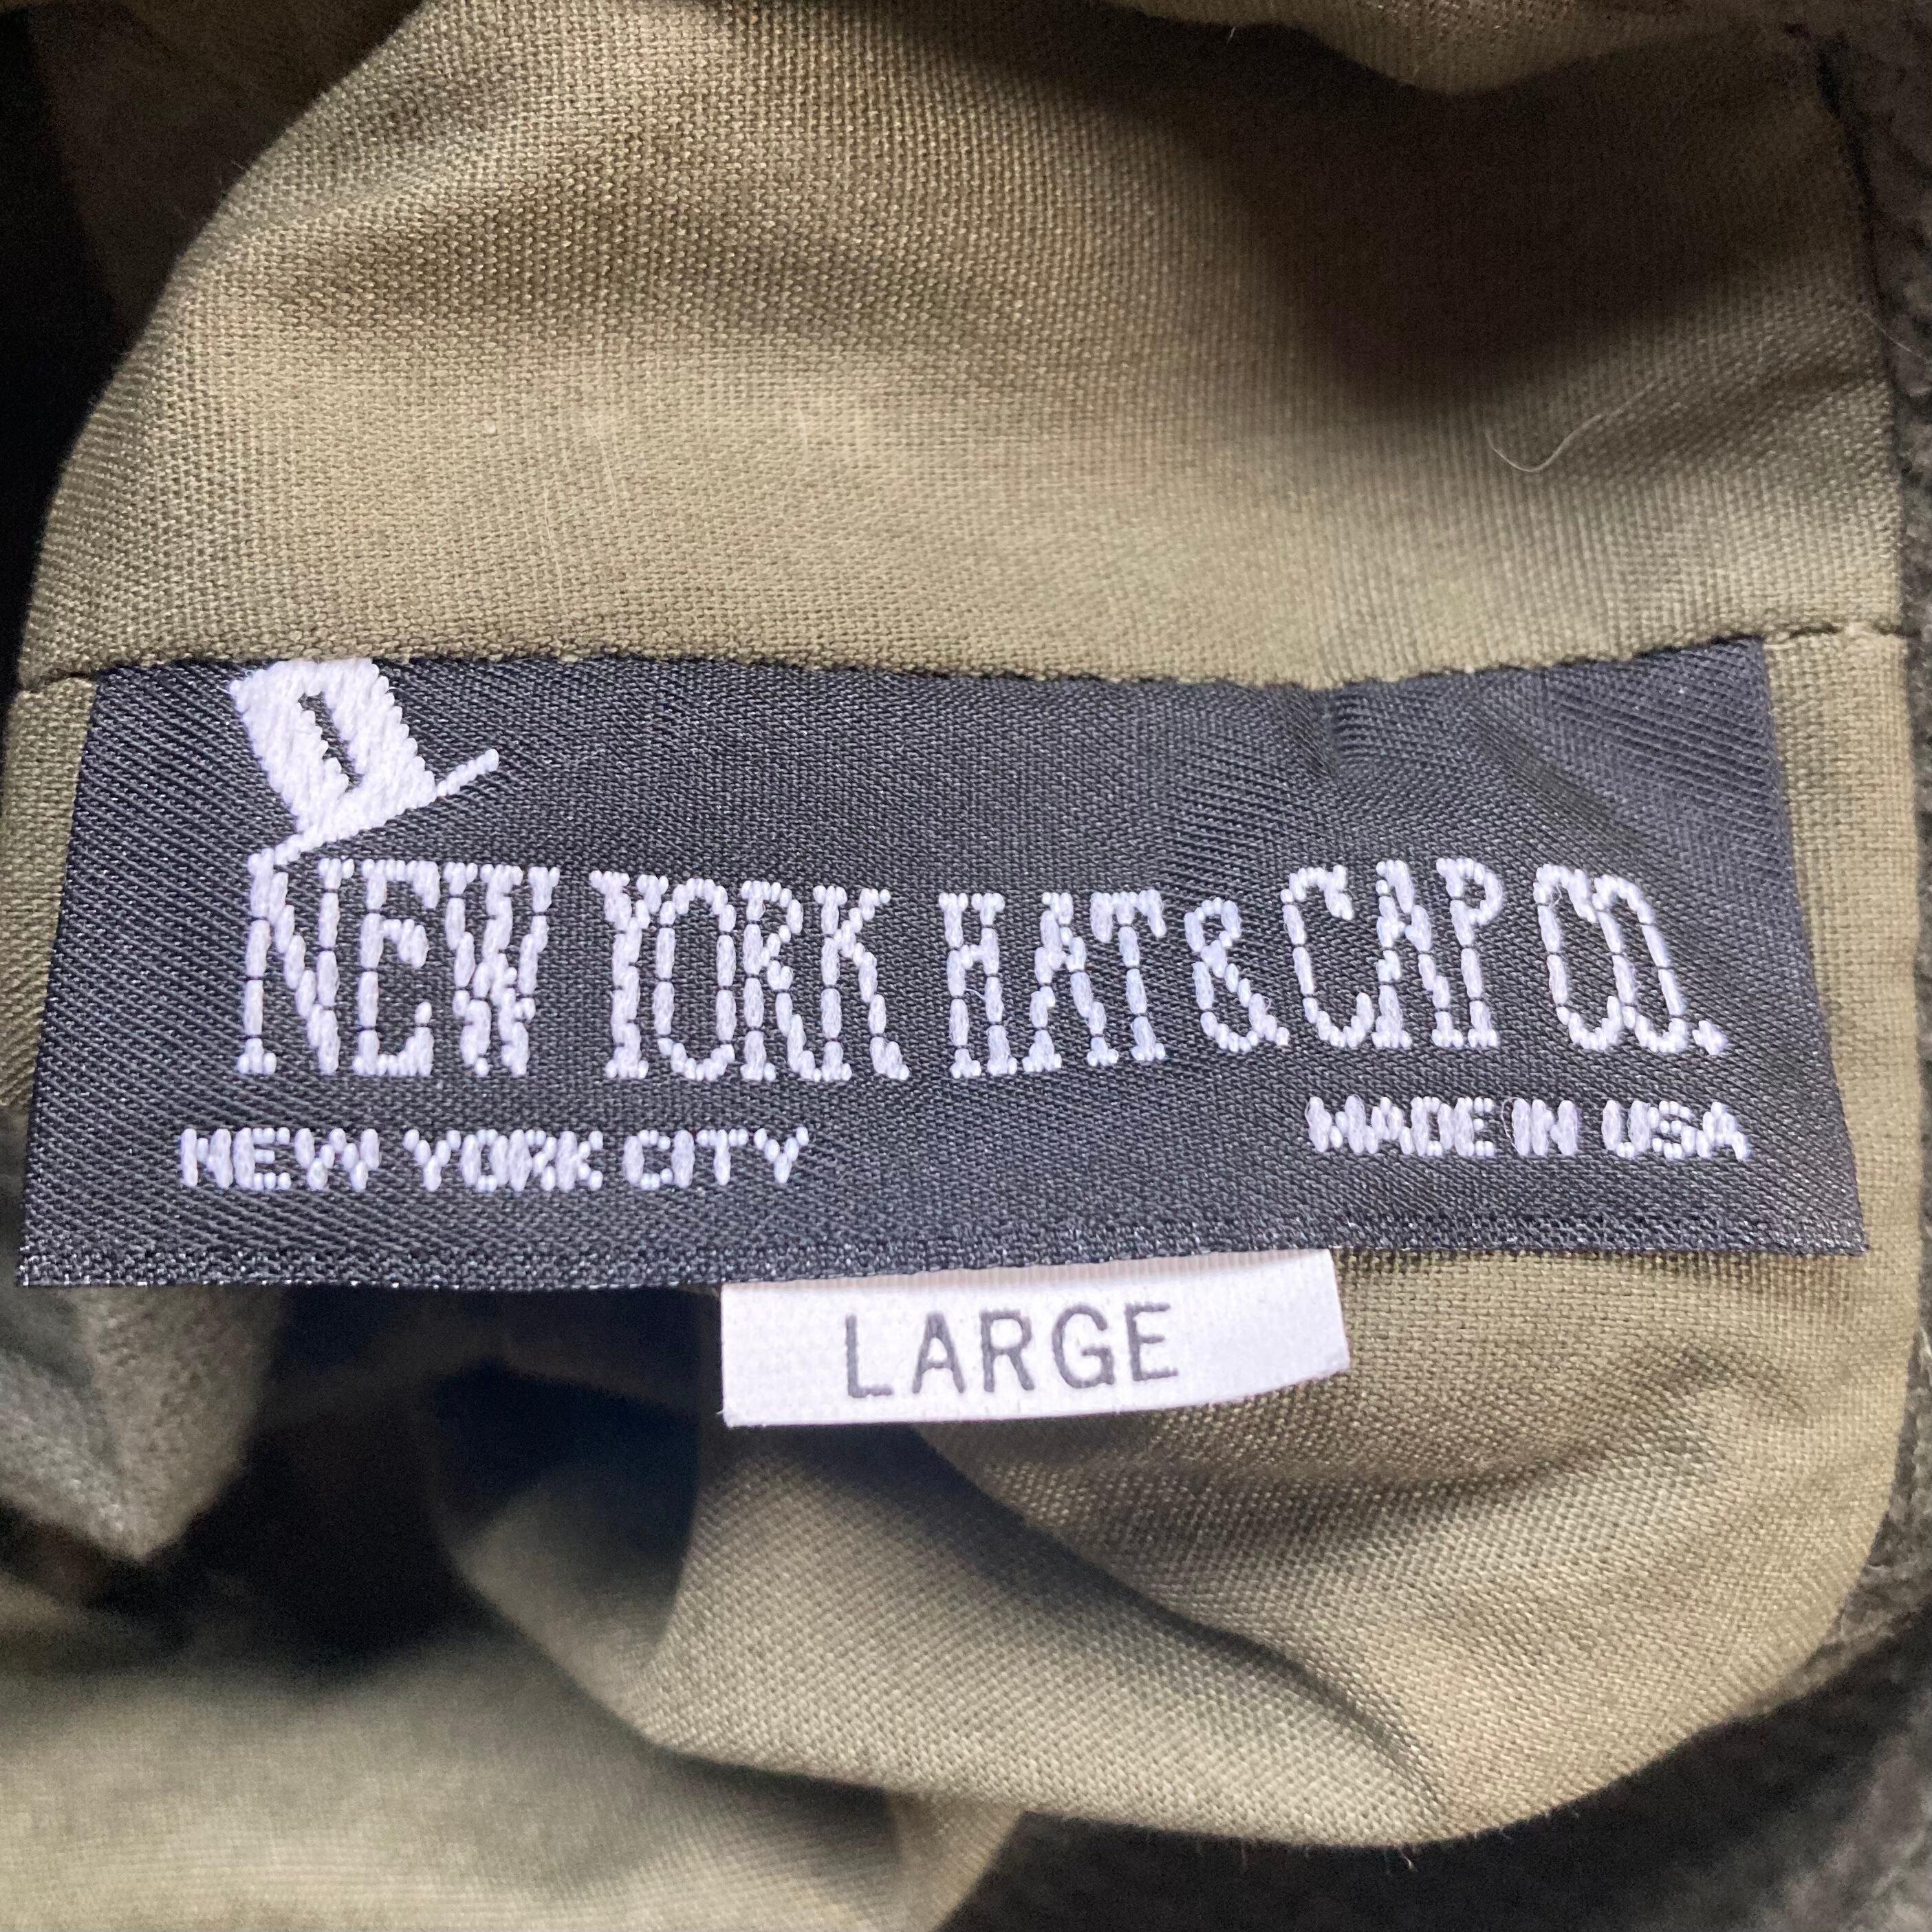 NEW YORK HAT & CAP CO.
NEW YORK CITY MADE IN USA
LARGE